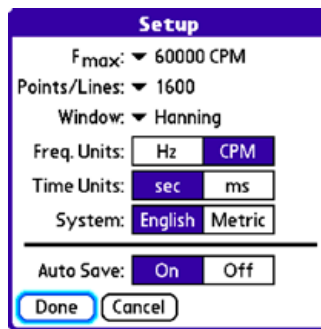 Setup
Fmax: 60000 CPM
Points/Lines: 1600
Window: Hanning
Freq. Units: Hz CPM
Time Units: sec ms
System: English Metric
Auto Save: On Off
Done Cancel